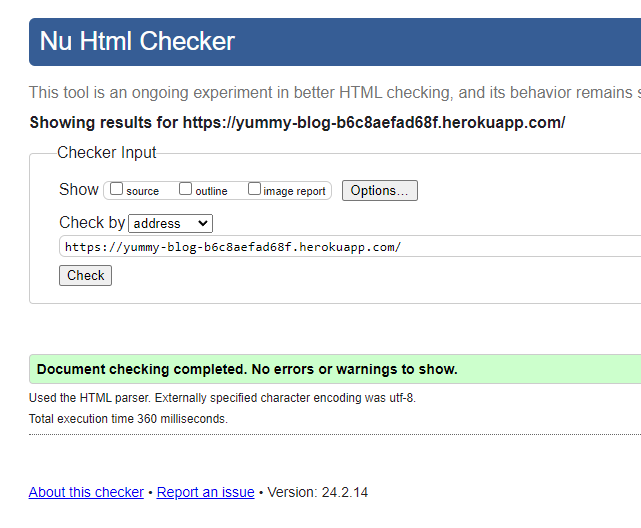 Nu Html Checker
This tool is an ongoing experiment in better HTML checking, and its behavior remains
Showing results for https://yummy-blog-b6c8aefad68f.herokuapp.com/
Checker Input
Show source outline image report Options...
Check by address
https://yummy-blog-b6c8aefad68f.herokuapp.com/
Check
Document checking completed. No errors or warnings to show.
Used the HTML parser. Externally specified character encoding was utf-8.
Total execution time 360 milliseconds.
About this checker • Report an issue • Version: 24.2.14